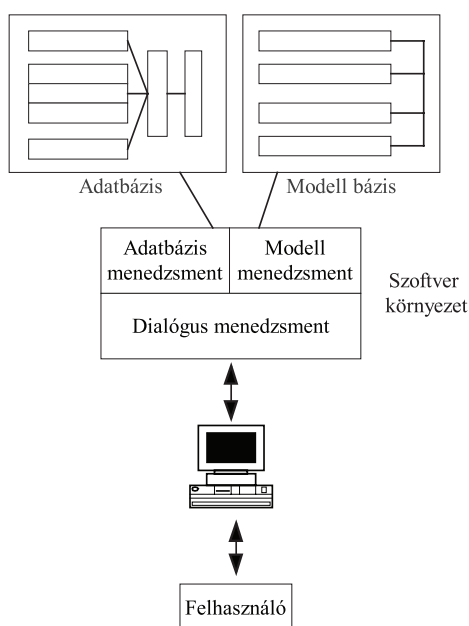 Adatbázis
Modell bázis
Adatbázis
menedzsment
Modell
menedzsment
Szoftver
környezet
Dialógus menedzsment
Felhasználó